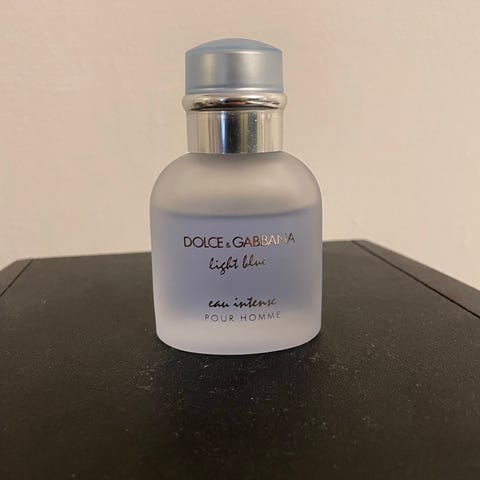 DOLCE & GABBANA
light blue
eau intense
POUR HOMME